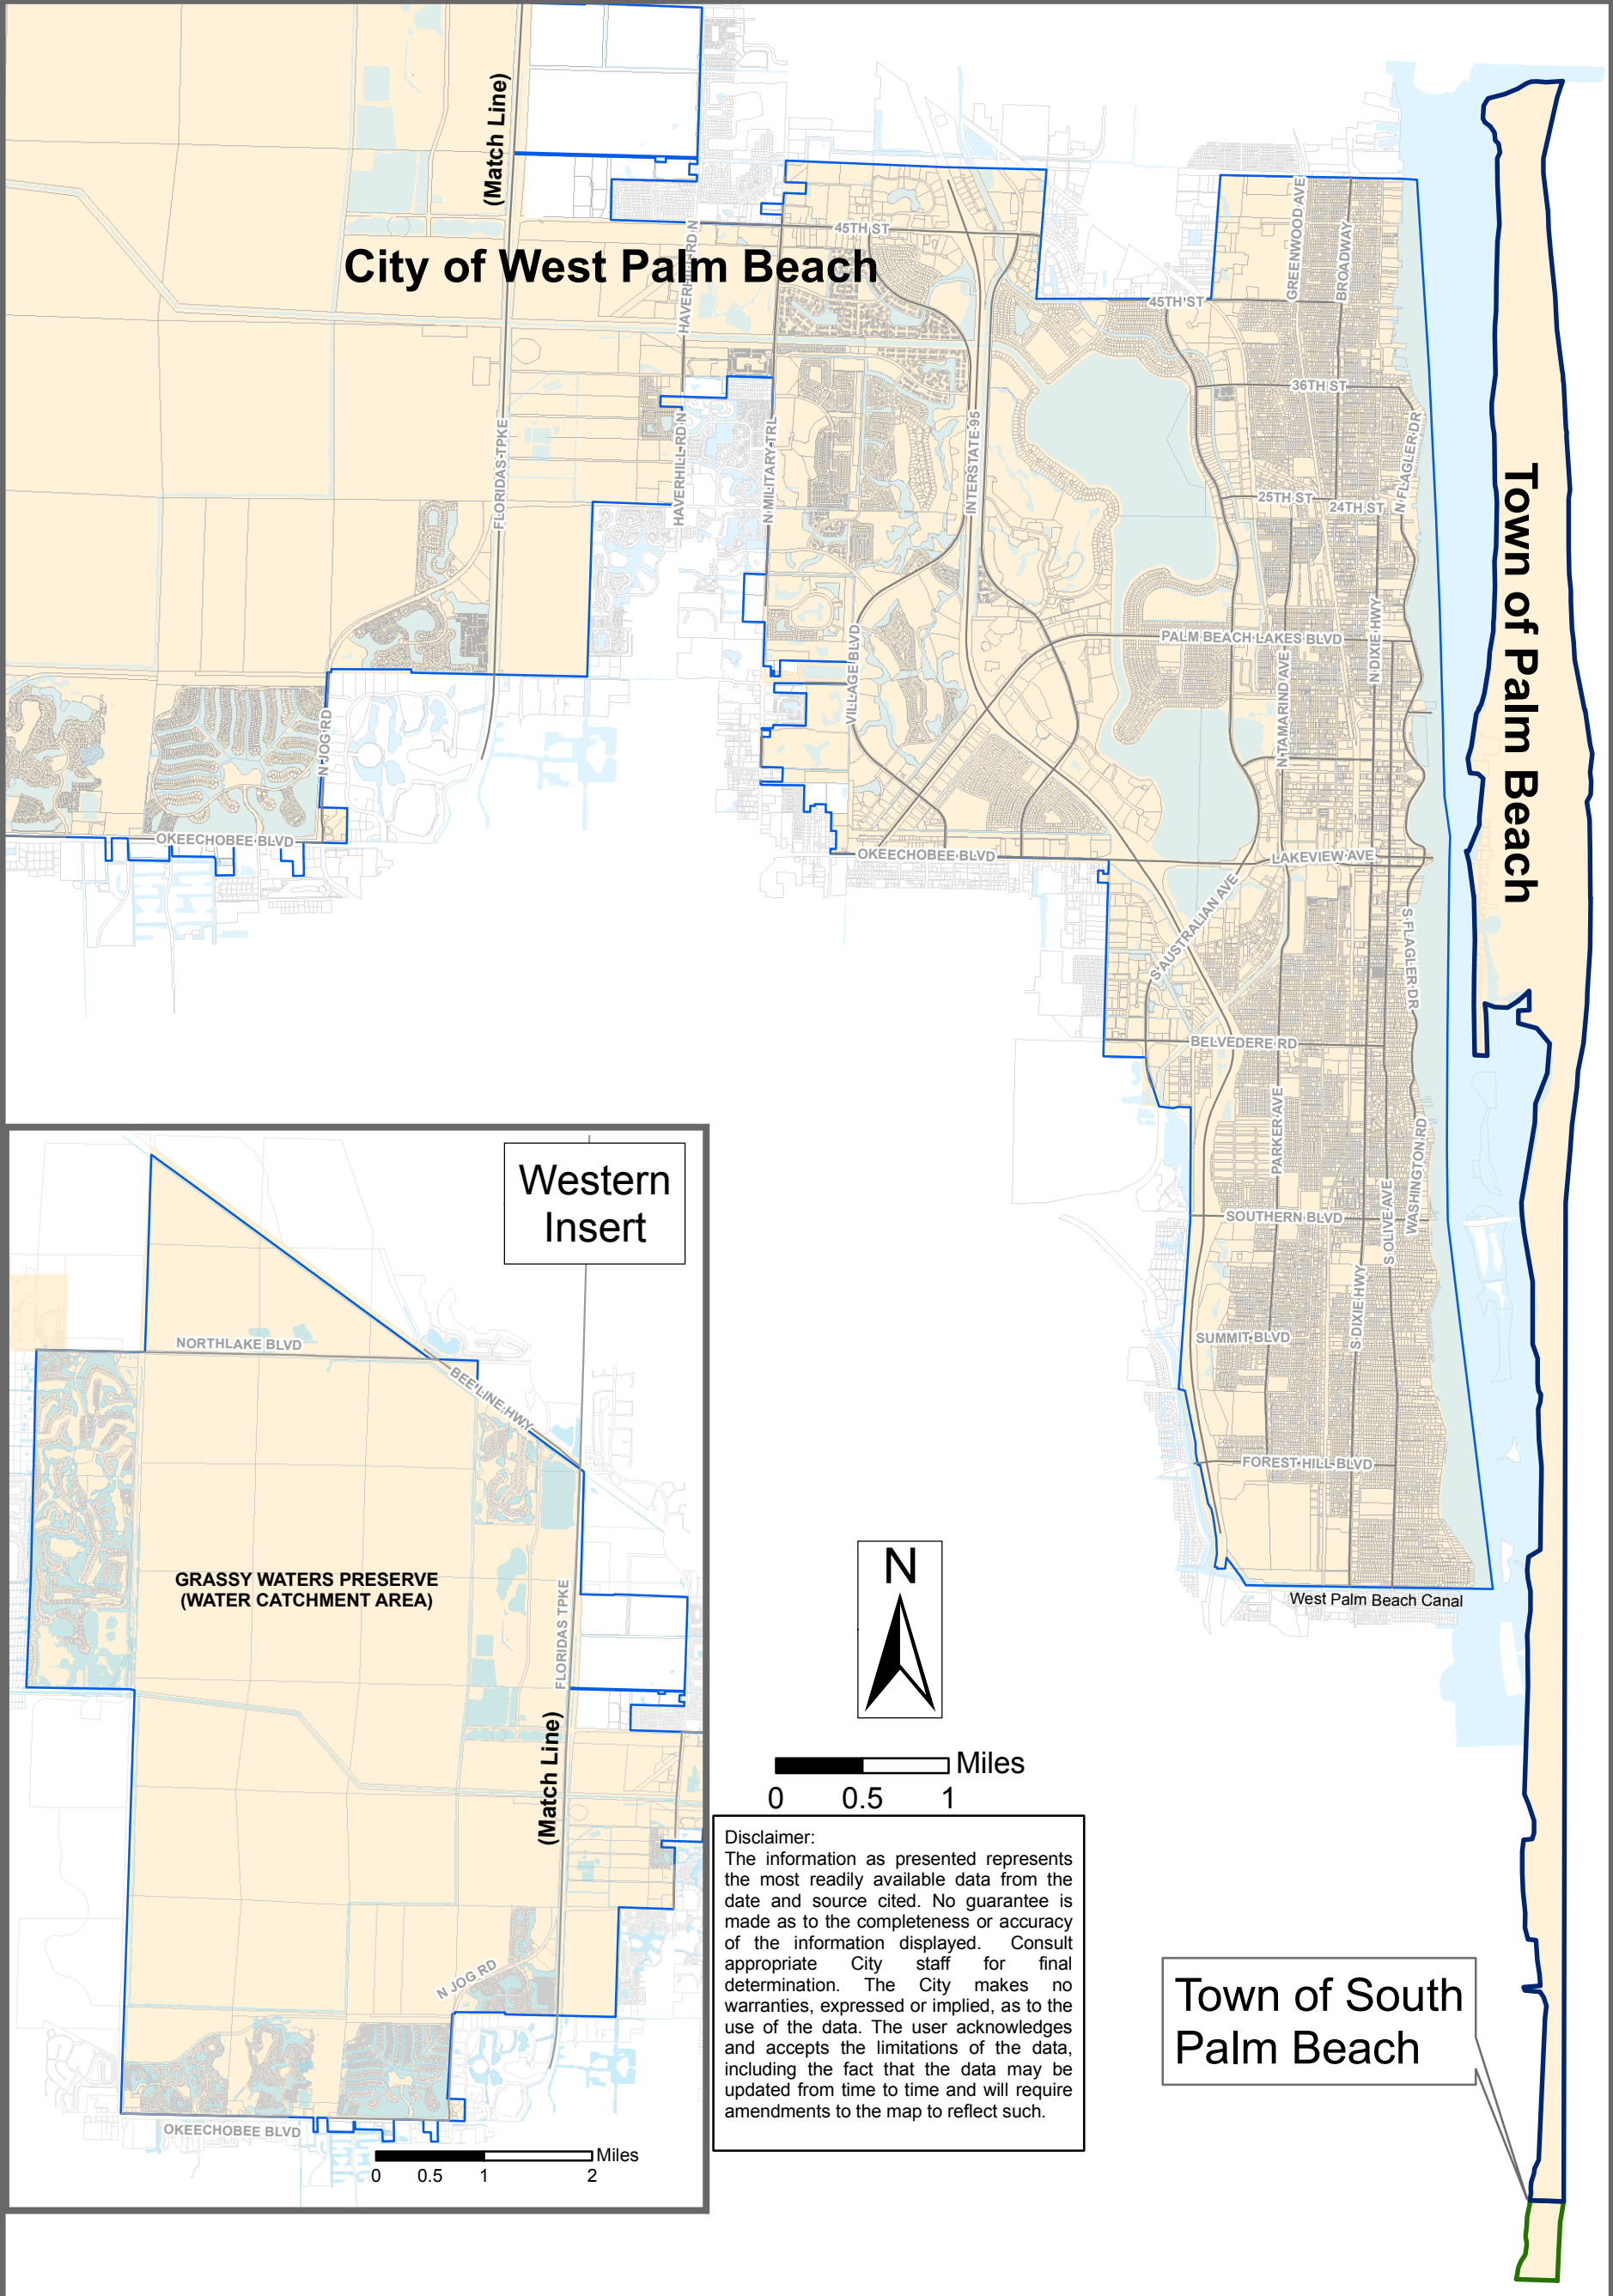 (Match Line)
City of West Palm Beach
HAVERHILL RD N
45TH ST
45TH ST
GREENWOOD AVE
BROADWAY
36TH ST
FLORIDAS TPKE
HAVERHILL RD N
N MILITARY TRL
INTERSTATE 95
N FLAGLER DR
25TH ST
24TH ST
Town of Palm Beach
VILLAGE BLVD
PALM BEACH LAKES BLVD
N TAMARIND AVE
N DIXIE HWY
N JOG RD
OKEECHOBEE BLVD
OKEECHOBEE BLVD
LAKEVIEW AVE
S AUSTRALIAN AVE
S FLAGLER DR
BELVEDERE RD
PARKER AVE
WASHINGTON RD
S OLIVE AVE
SOUTHERN BLVD
S DIXIE HWY
SUMMIT BLVD
FOREST HILL BLVD
West Palm Beach Canal
Western
Insert
NORTHLAKE BLVD
BEE LINE HWY
GRASSY WATERS PRESERVE
(WATER CATCHMENT AREA)
FLORIDAS TPKE
(Match Line)
N JOG RD
OKEECHOBEE BLVD
Miles
0 0.5 1 2
N
Miles
0 0.5 1
Disclaimer:
The information as presented represents
the most readily available data from the
date and source cited. No guarantee is
made as to the completeness or accuracy
of the information displayed. Consult
appropriate City staff for final
determination. The City makes no
warranties, expressed or implied, as to the
use of the data. The user acknowledges
and accepts the limitations of the data,
including the fact that the data may be
updated from time to time and will require
amendments to the map to reflect such.
Town of South
Palm Beach